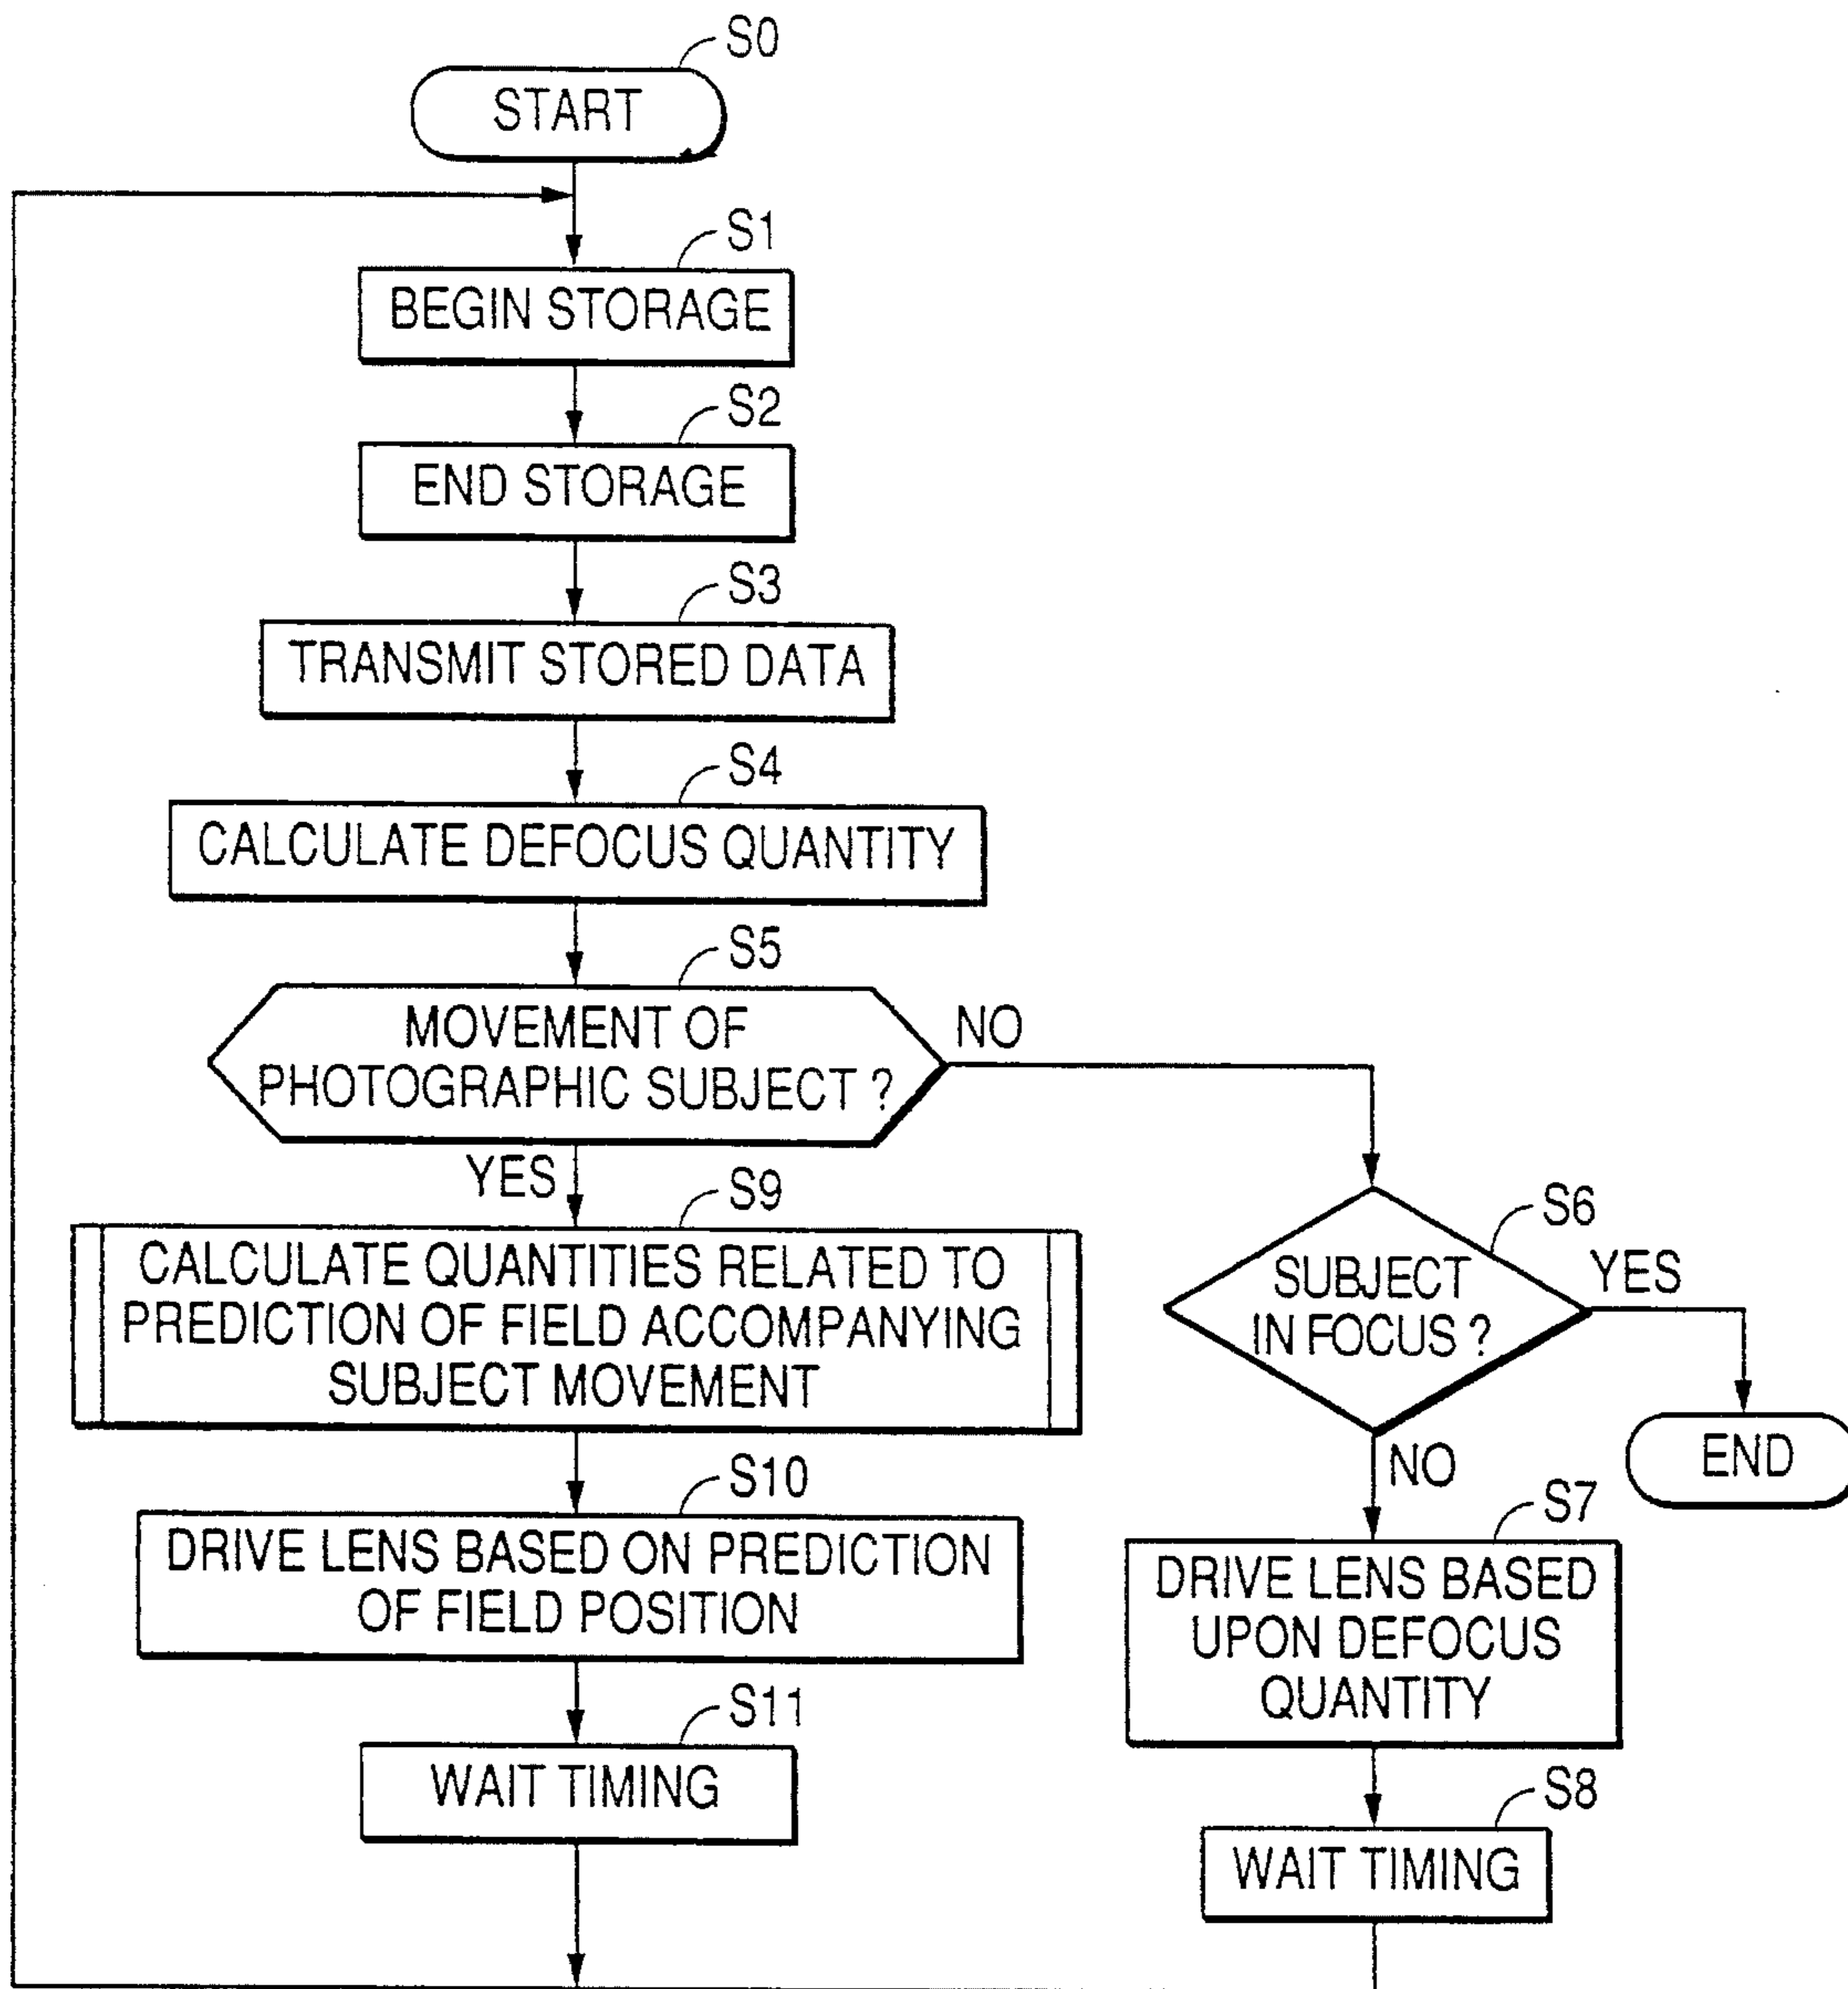 S0
START
S1
BEGIN STORAGE
S2
END STORAGE
S3
TRANSMIT STORED DATA
S4
CALCULATE DEFOCUS QUANTITY
S5
MOVEMENT OF
PHOTOGRAPHIC SUBJECT ?
NO
YES
S9
CALCULATE QUANTITIES RELATED TO
PREDICTION OF FIELD ACCOMPANYING
SUBJECT MOVEMENT
S10
DRIVE LENS BASED ON PREDICTION
OF FIELD POSITION
S11
WAIT TIMING
S6
SUBJECT
IN FOCUS ?
YES
END
NO
S7
DRIVE LENS BASED
UPON DEFOCUS
QUANTITY
S8
WAIT TIMING